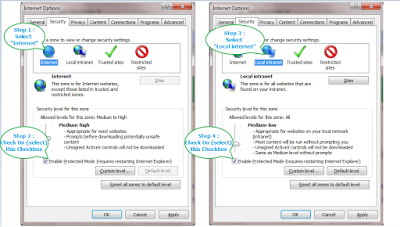 Internet Options
General Security Privacy Content Connections Programs Advanced
Step 1 :
Select
"Internet"
a zone to view or change security settings.
Internet Local intranet Trusted sites Restricted
sites
Internet
This zone is for Internet websites,
except those listed in trusted and
restricted zones.
Sites
Security level for this zone
Allowed levels for this zone: Medium to High
Medium-high
- Appropriate for most websites
- Prompts before downloading potentially unsafe
content
- Unsigned ActiveX controls will not be downloaded
Step 2 :
Check On (select)
this Checkbox
Enable Protected Mode (requires restarting Internet Explorer)
Custom level... Default level
Reset all zones to default level
OK Cancel Apply
Internet Options
General Security Privacy Content Connections Programs Advanced
Step 3 :
Select
"Local internet"
zone to view or change security settings.
Internet Local intranet Trusted sites Restricted
sites
Local intranet
This zone is for all websites that are
found on your intranet.
Sites
Security level for this zone
Allowed levels for this zone: All
Medium-low
- Appropriate for websites on your local network
(intranet)
- Most content will be run without prompting you
- Unsigned ActiveX controls will not be downloaded
- Same as Medium level without prompts
Step 4 :
Check On (select)
this Checkbox
Enable Protected Mode (requires restarting Internet Explorer)
Custom level... Default level
Reset all zones to default level
OK Cancel Apply